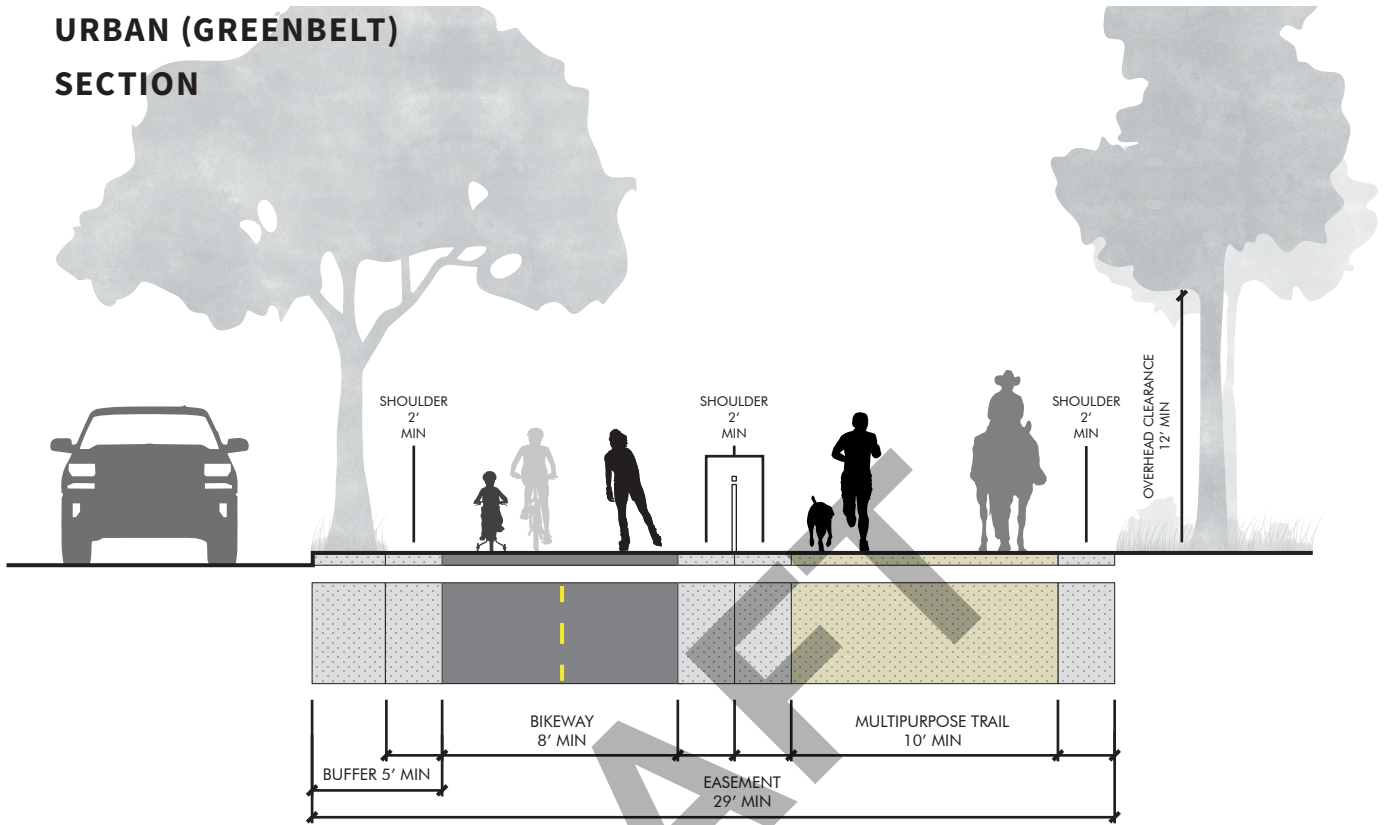 URBAN (GREENBELT)
SECTION
SHOULDER
2’
MIN
SHOULDER
2’
MIN
SHOULDER
2’
MIN
OVERHEAD CLEARANCE
12’ MIN
BIKEWAY
8’ MIN
MULTIPURPOSE TRAIL
10’ MIN
BUFFER 5’ MIN
EASEMENT
29’ MIN
AFT